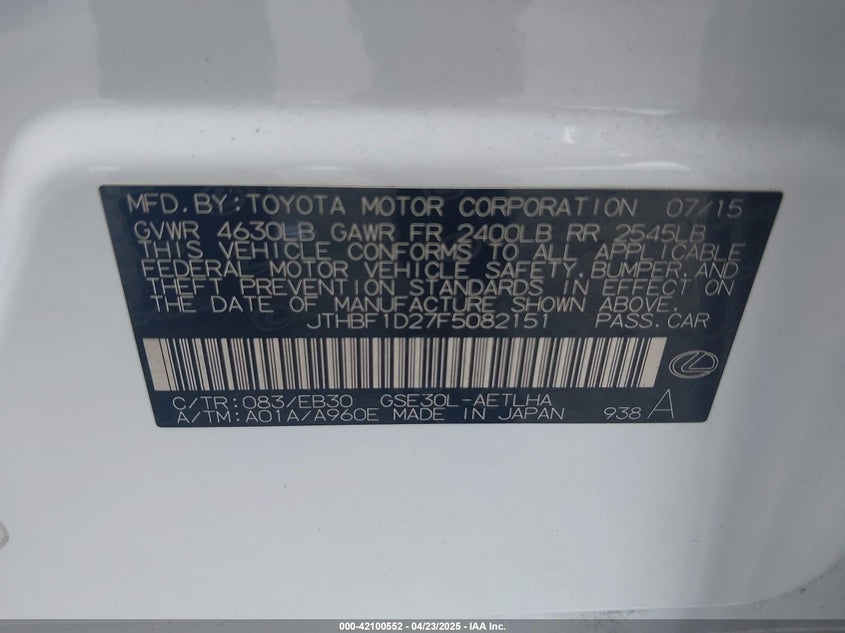 MFD.BY:TOYOTA MOTOR CORPORATION 07/15
GVWR 4630LB GAWR FR 2400LB RR 2545LB
THIS VEHICLE CONFORMS TO ALL APPLICABLE
FEDERAL MOTOR VEHICLE SAFETY,BUMPER,AND
THEFT PREVENTION STANDARDS IN EFFECT ON
THE DATE OF MANUFACTURE SHOWN ABOVE.
JTHBF1D27F5082151 PASS.CAR
C/TR:083/EB30 GSE30L-AETLHA
A/TM:A01A/A960E MADE IN JAPAN 938 A
000-42100552 - 04/23/2025 - IAA Inc.